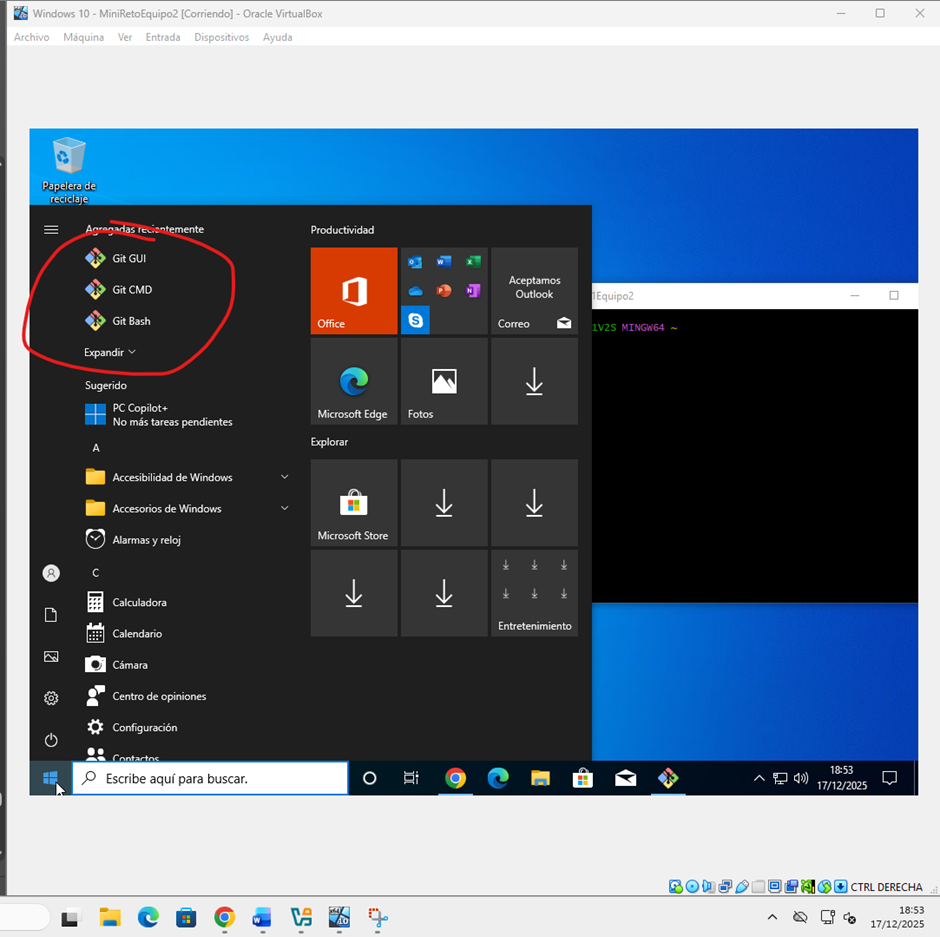 Windows 10 - MiniRetoEquipo2 [Corriendo] - Oracle VirtualBox
Archivo Máquina Ver Entrada Dispositivos Ayuda
Papelera de
reciclaje
Agregadas recientemente
Git GUI
Git CMD
Git Bash
Expandir
Sugerido
PC Copilot+
No más tareas pendientes
A
Accesibilidad de Windows
Accesorios de Windows
Alarmas y reloj
C
Calculadora
Calendario
Cámara
Centro de opiniones
Configuración
Contactos
Productividad
Office
Aceptamos
Outlook
Correo
Microsoft Edge
Fotos
Explorar
Microsoft Store
Entretenimiento
1Equipo2
1V2S MINGW64 ~
Escribe aquí para buscar.
18:53
17/12/2025
CTRL DERECHA
18:53
17/12/2025